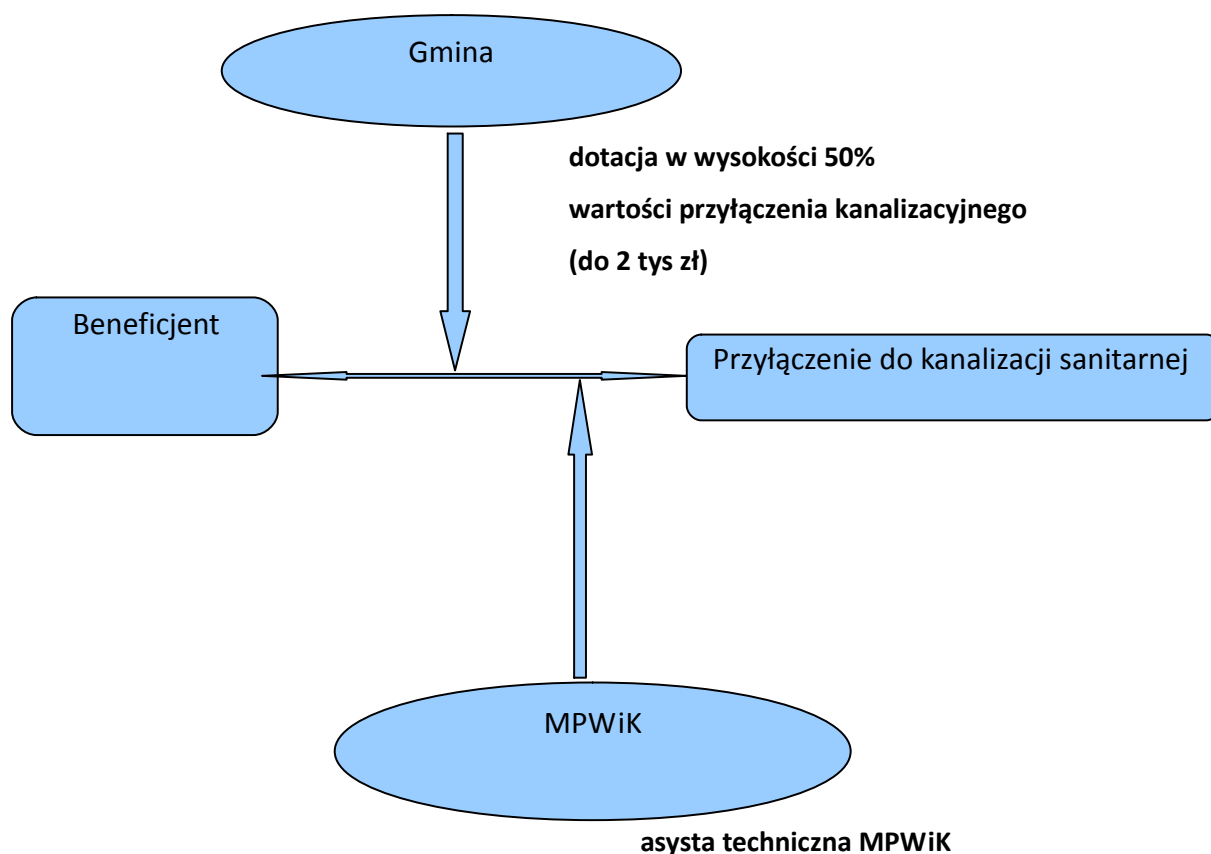 Gmina
dotacja w wysokości 50%
wartości przyłączenia kanalizacyjnego
(do 2 tys zł)
Beneficjent
Przyłączenie do kanalizacji sanitarnej
MPWiK
asysta techniczna MPWiK